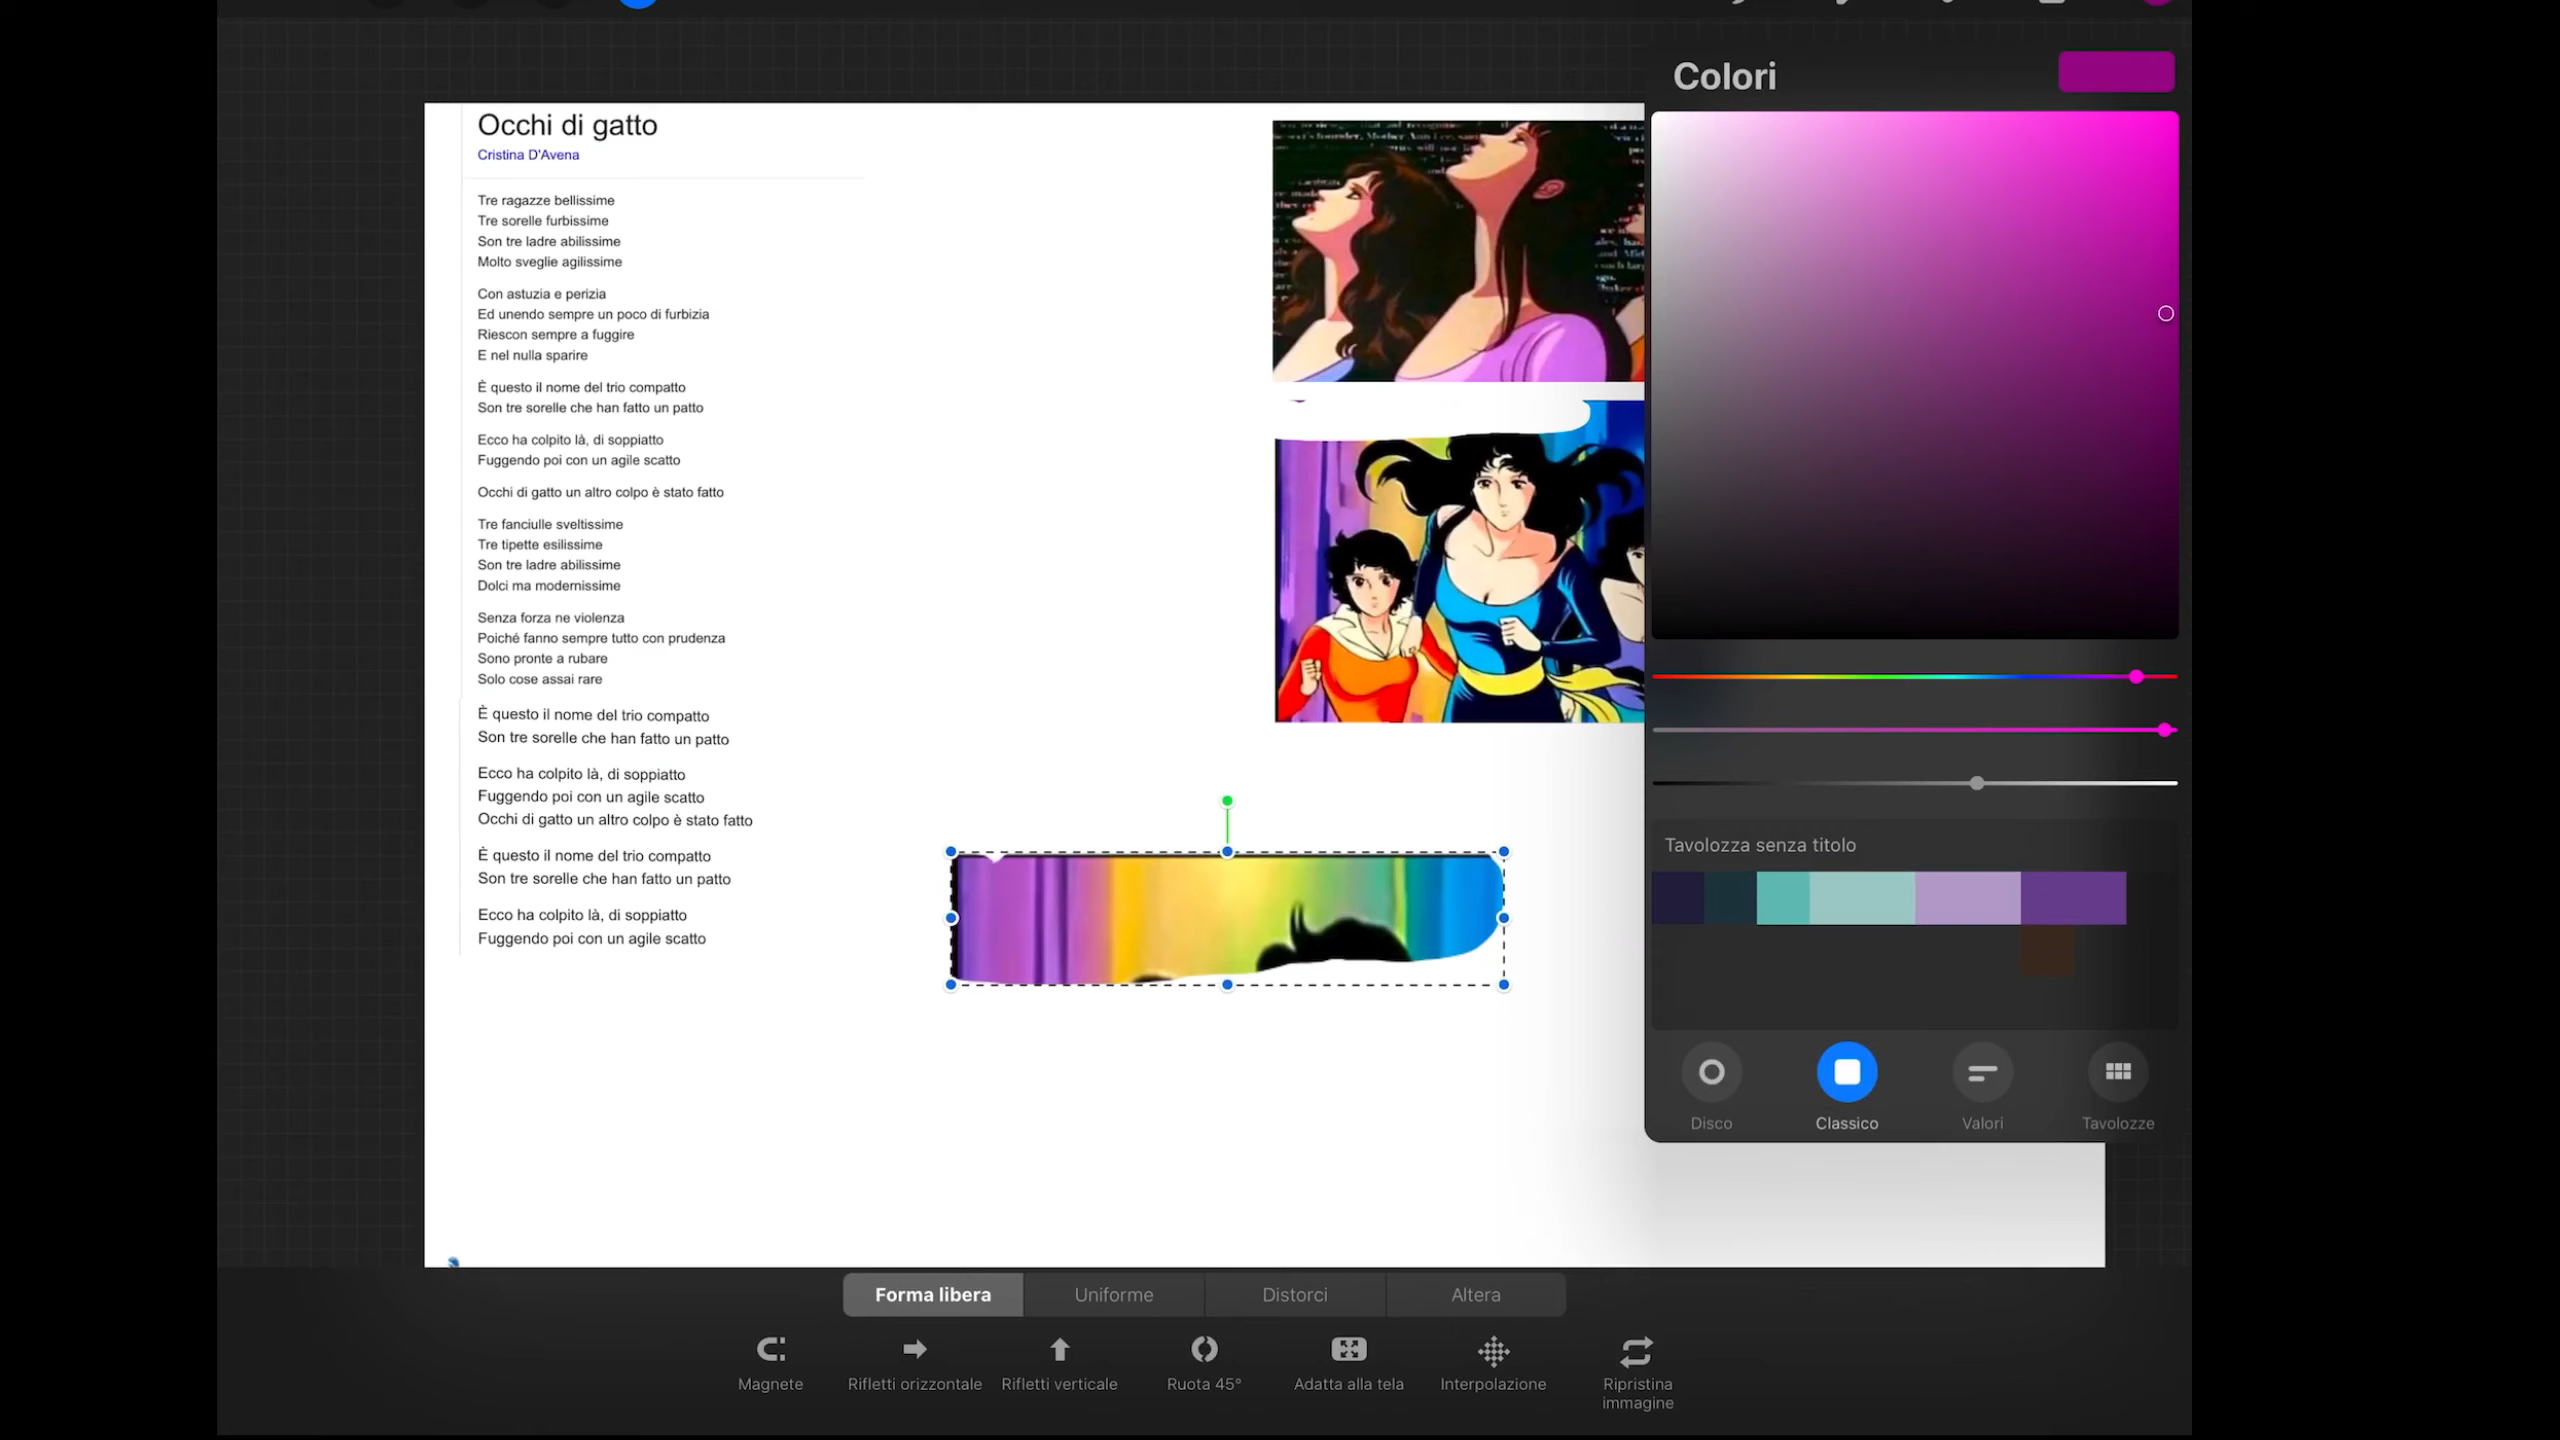 Colori
Occhi di gatto
Cristina D'Avena
Tre ragazze bellissime
Tre sorelle furbissime
Son tre ladre abilissime
Molto sveglie agilissime
Con astuzia e perizia
Ed unendo sempre un poco di furbizia
Riescon sempre a fuggire
E nel nulla sparire
È questo il nome del trio compatto
Son tre sorelle che han fatto un patto
Ecco ha colpito là, di soppiatto
Fuggendo poi con un agile scatto
Occhi di gatto un altro colpo è stato fatto
Tre fanciulle sveltissime
Tre tipette esilissime
Son tre ladre abilissime
Dolci ma modernissime
Senza forza ne violenza
Poiché fanno sempre tutto con prudenza
Sono pronte a rubare
Solo cose assai rare
È questo il nome del trio compatto
Son tre sorelle che han fatto un patto
Ecco ha colpito là, di soppiatto
Fuggendo poi con un agile scatto
Occhi di gatto un altro colpo è stato fatto
È questo il nome del trio compatto
Son tre sorelle che han fatto un patto
Ecco ha colpito là, di soppiatto
Fuggendo poi con un agile scatto
Tavolozza senza titolo
Disco
Classico
Valori
Tavolozze
Forma libera
Uniforme
Distorci
Altera
Magnete
Rifletti orizzontale
Rifletti verticale
Ruota 45°
Adatta alla tela
Interpolazione
Ripristina
immagine